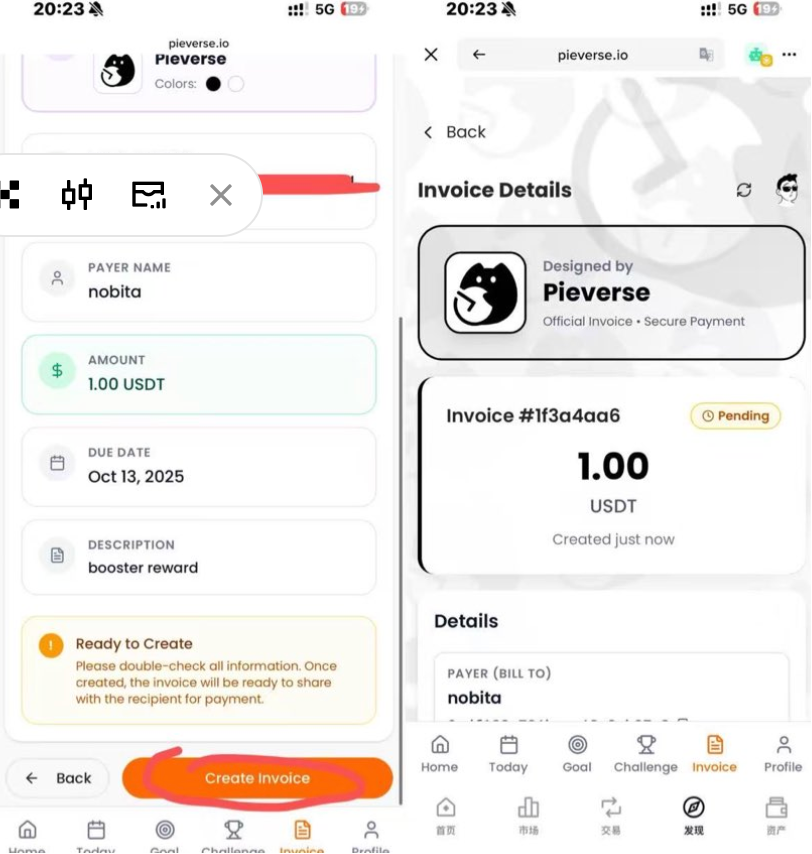 20:23
5G
19
pieverse.io
Pieverse
Colors:
PAYER NAME
nobita
AMOUNT
1.00 USDT
DUE DATE
Oct 13, 2025
DESCRIPTION
booster reward
Ready to Create
Please double-check all information. Once
created, the invoice will be ready to share
with the recipient for payment.
Back
Create Invoice
Home
Today
Goal
Challenge
Invoice
Profile
20:23
5G
19
pieverse.io
Back
Invoice Details
Designed by
Pieverse
Official Invoice • Secure Payment
Invoice #1f3a4aa6
Pending
1.00
USDT
Created just now
Details
PAYER (BILL TO)
nobita
Home
Today
Goal
Challenge
Invoice
Profile
首页
市场
交易
发现
资产